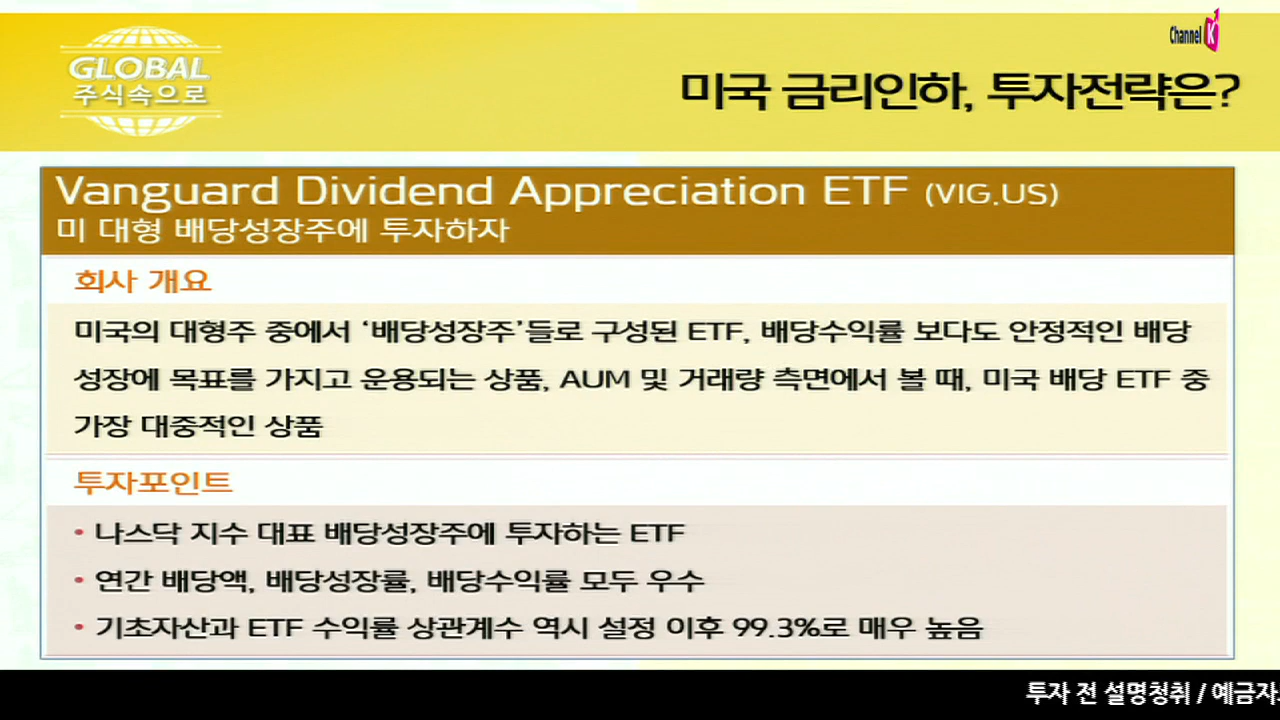 GLOBAL
주식속으로
Channel K
미국 금리인하, 투자전략은?
Vanguard Dividend Appreciation ETF (VIG.US)
미 대형 배당성장주에 투자하자
회사 개요
미국의 대형주 중에서 ‘배당성장주’들로 구성된 ETF, 배당수익률 보다도 안정적인 배당
성장에 목표를 가지고 운용되는 상품, AUM 및 거래량 측면에서 볼 때, 미국 배당 ETF 중
가장 대중적인 상품
투자포인트
• 나스닥 지수 대표 배당성장주에 투자하는 ETF
• 연간 배당액, 배당성장률, 배당수익률 모두 우수
• 기초자산과 ETF 수익률 상관계수 역시 설정 이후 99.3%로 매우 높음
투자 전 설명청취 / 예금자